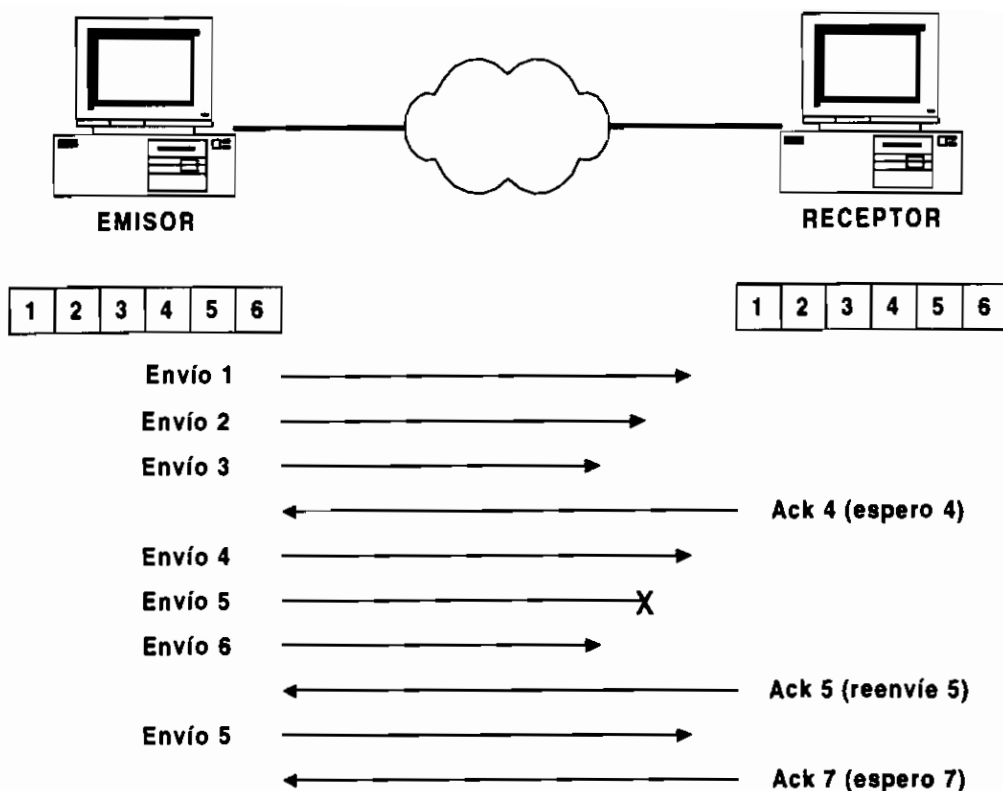 EMISOR
RECEPTOR
1 2 3 4 5 6
1 2 3 4 5 6
Envío 1
Envío 2
Envío 3
Ack 4 (espero 4)
Envío 4
Envío 5
X
Envío 6
Ack 5 (reenvíe 5)
Envío 5
Ack 7 (espero 7)